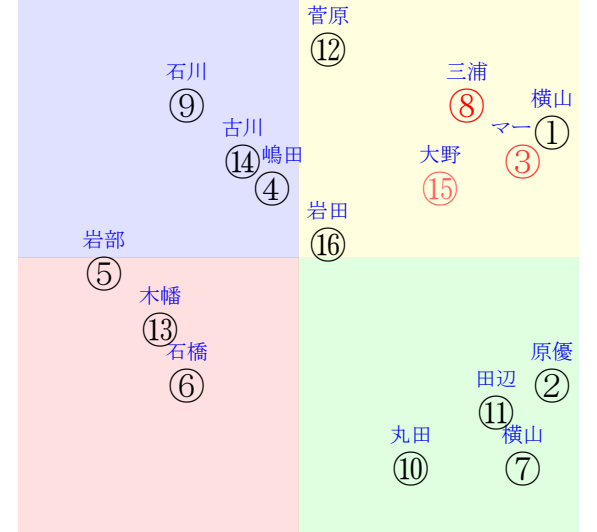 菅原
⑫
石川
⑨
三浦
⑧
横山
①
マー
③
古川
⑭
嶋田
④
大野
⑮
岩田
⑯
岩部
⑤
木幡
⑬
石橋
⑥
原優
②
田辺
⑪
丸田
⑩
横山
⑦